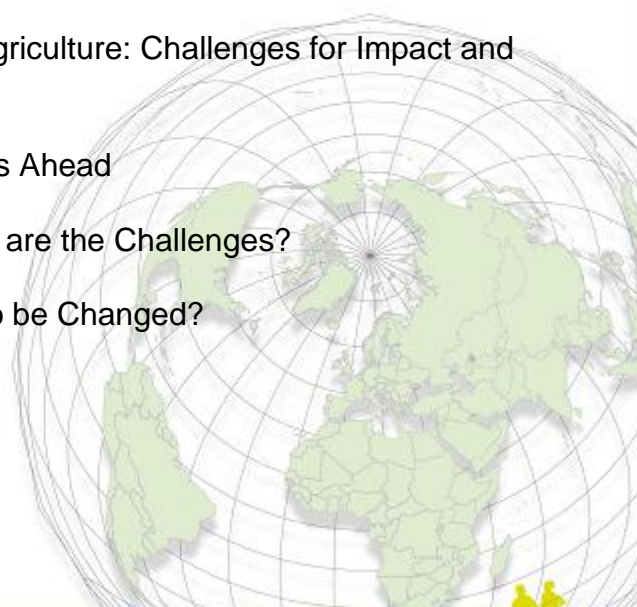 griculture: Challenges for Impact and
s Ahead
are the Challenges?
be Changed?